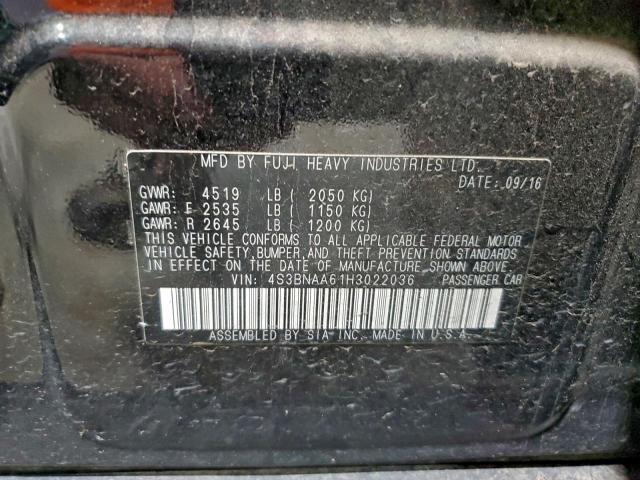 MFD BY FUJI HEAVY INDUSTRIES LTD.
DATE: 09/16
GVWR: 4519 LB ( 2050 KG)
GAWR: F 2535 LB ( 1150 KG)
GAWR: R 2645 LB ( 1200 KG)
THIS VEHICLE CONFORMS TO ALL APPLICABLE FEDERAL MOTOR
VEHICLE SAFETY, BUMPER, AND THEFT PREVENTION STANDARDS
IN EFFECT ON THE DATE OF MANUFACTURE SHOWN ABOVE.
VIN: 4S3BNAA61H3022036 PASSENGER CAR
ASSEMBLED BY SIA INC. MADE IN U.S.A.